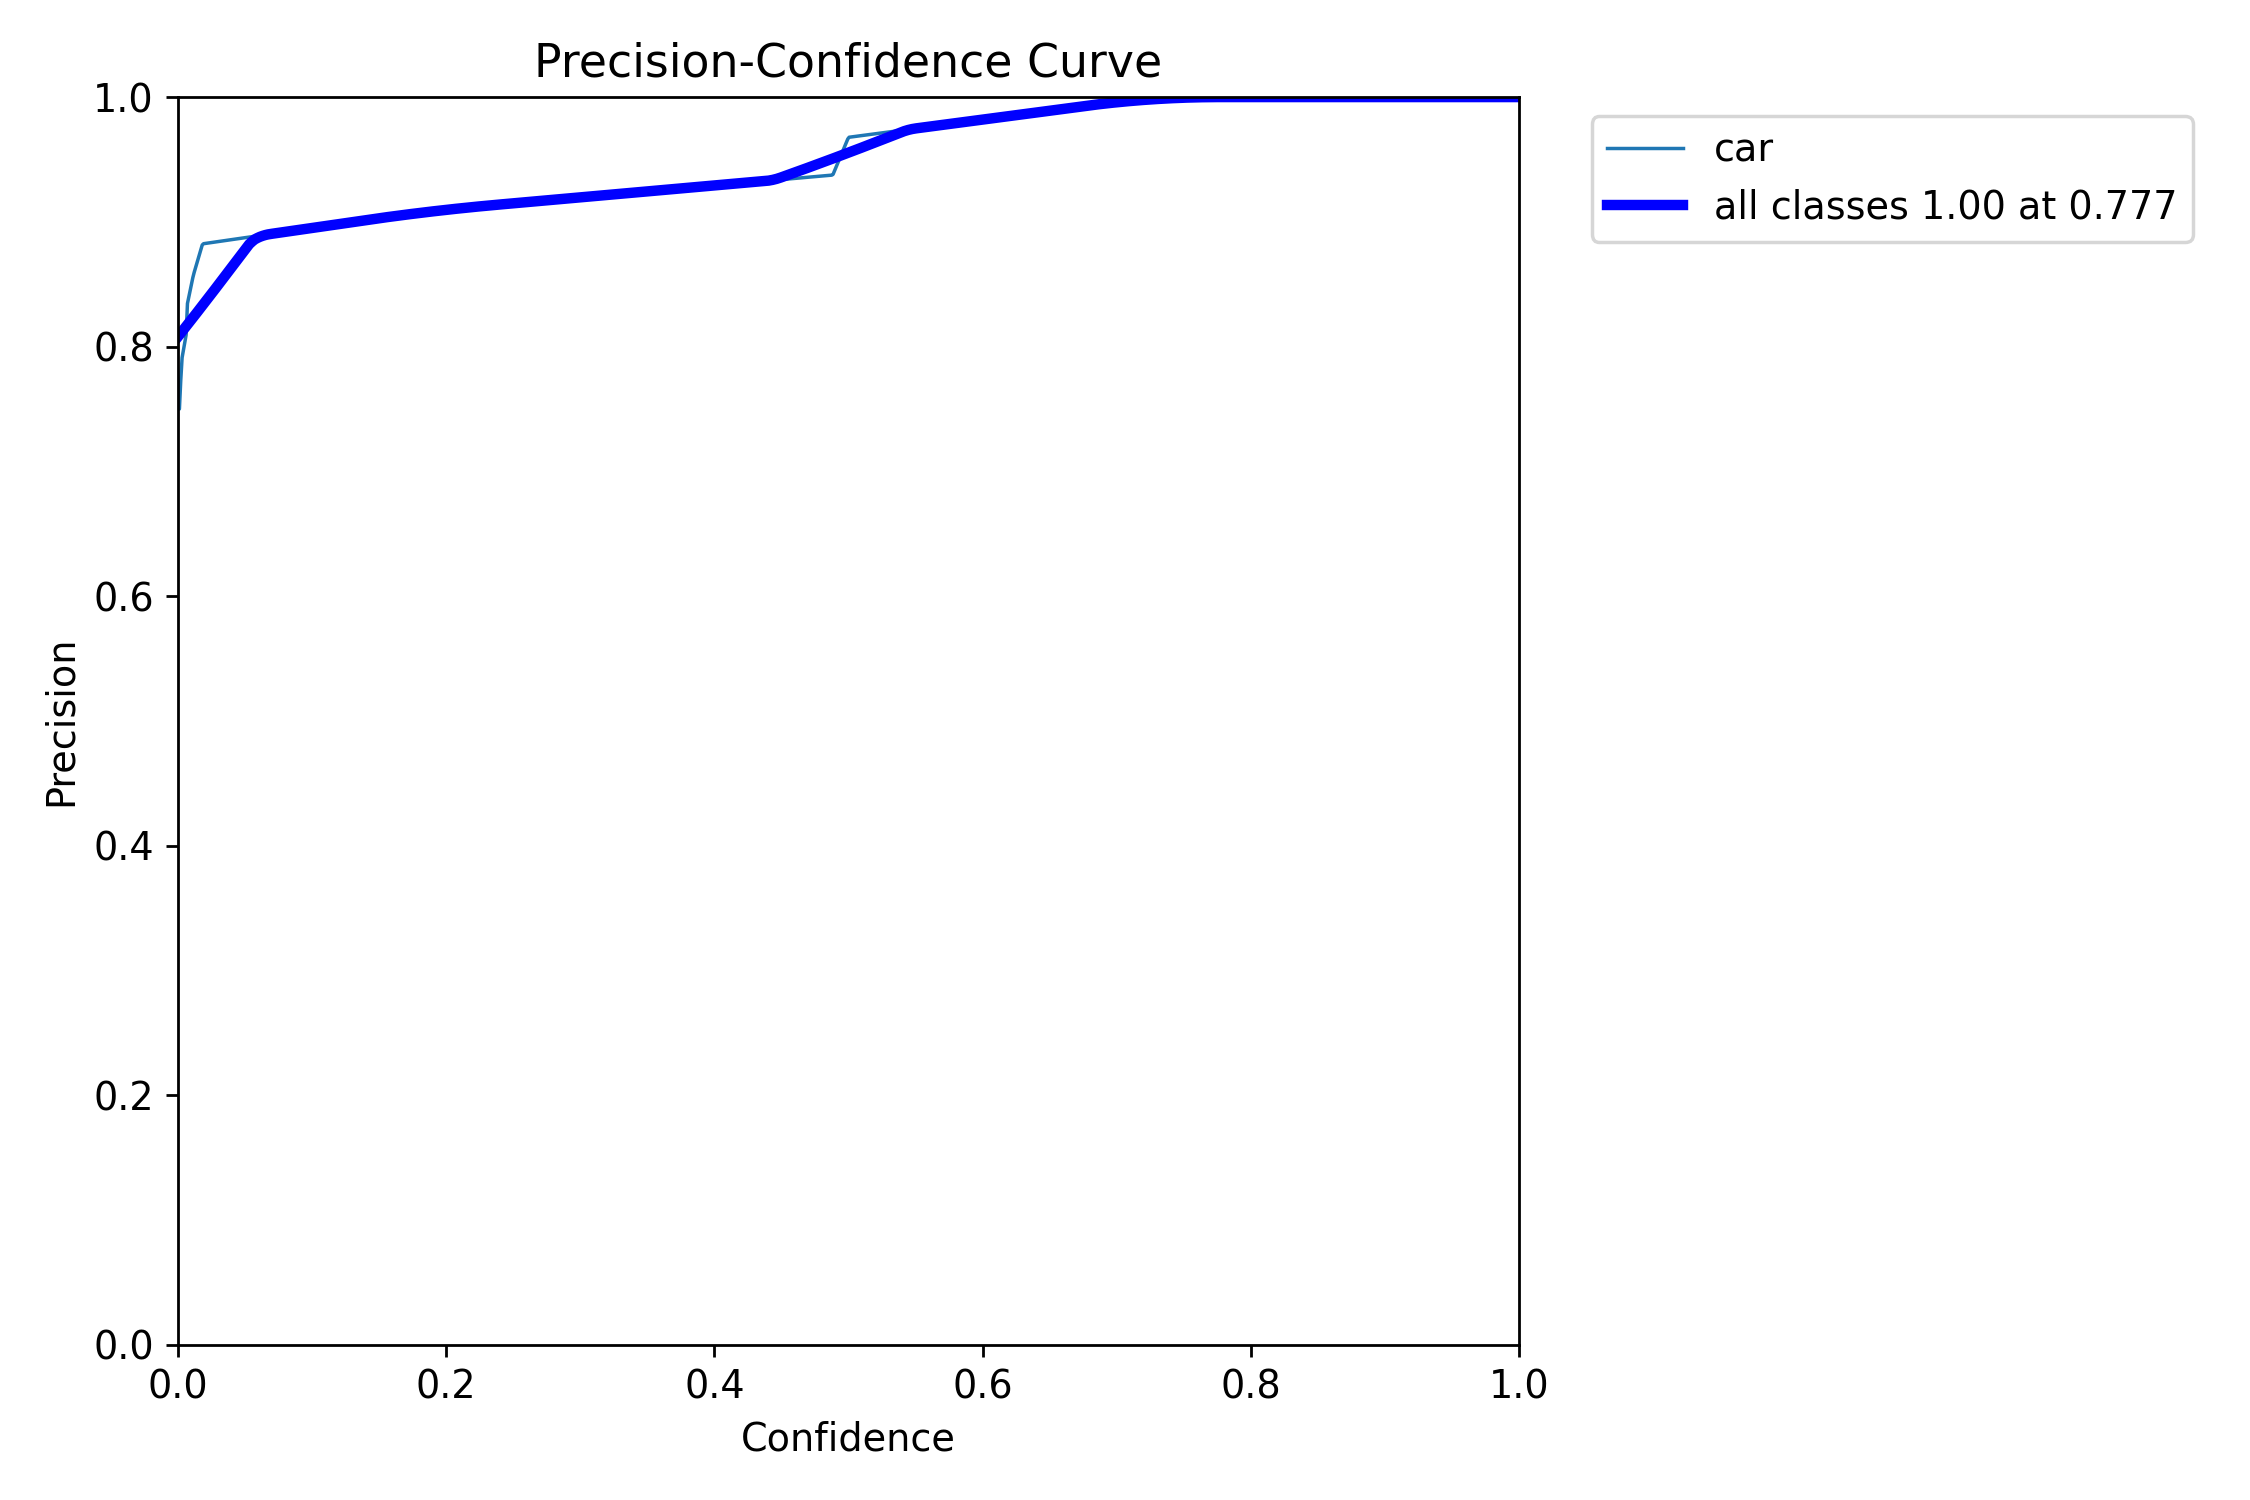 Precision-Confidence Curve
1.0
0.8
0.6
0.4
0.2
0.0
Precision
0.0 0.2 0.4 0.6 0.8 1.0
Confidence
car
all classes 1.00 at 0.777